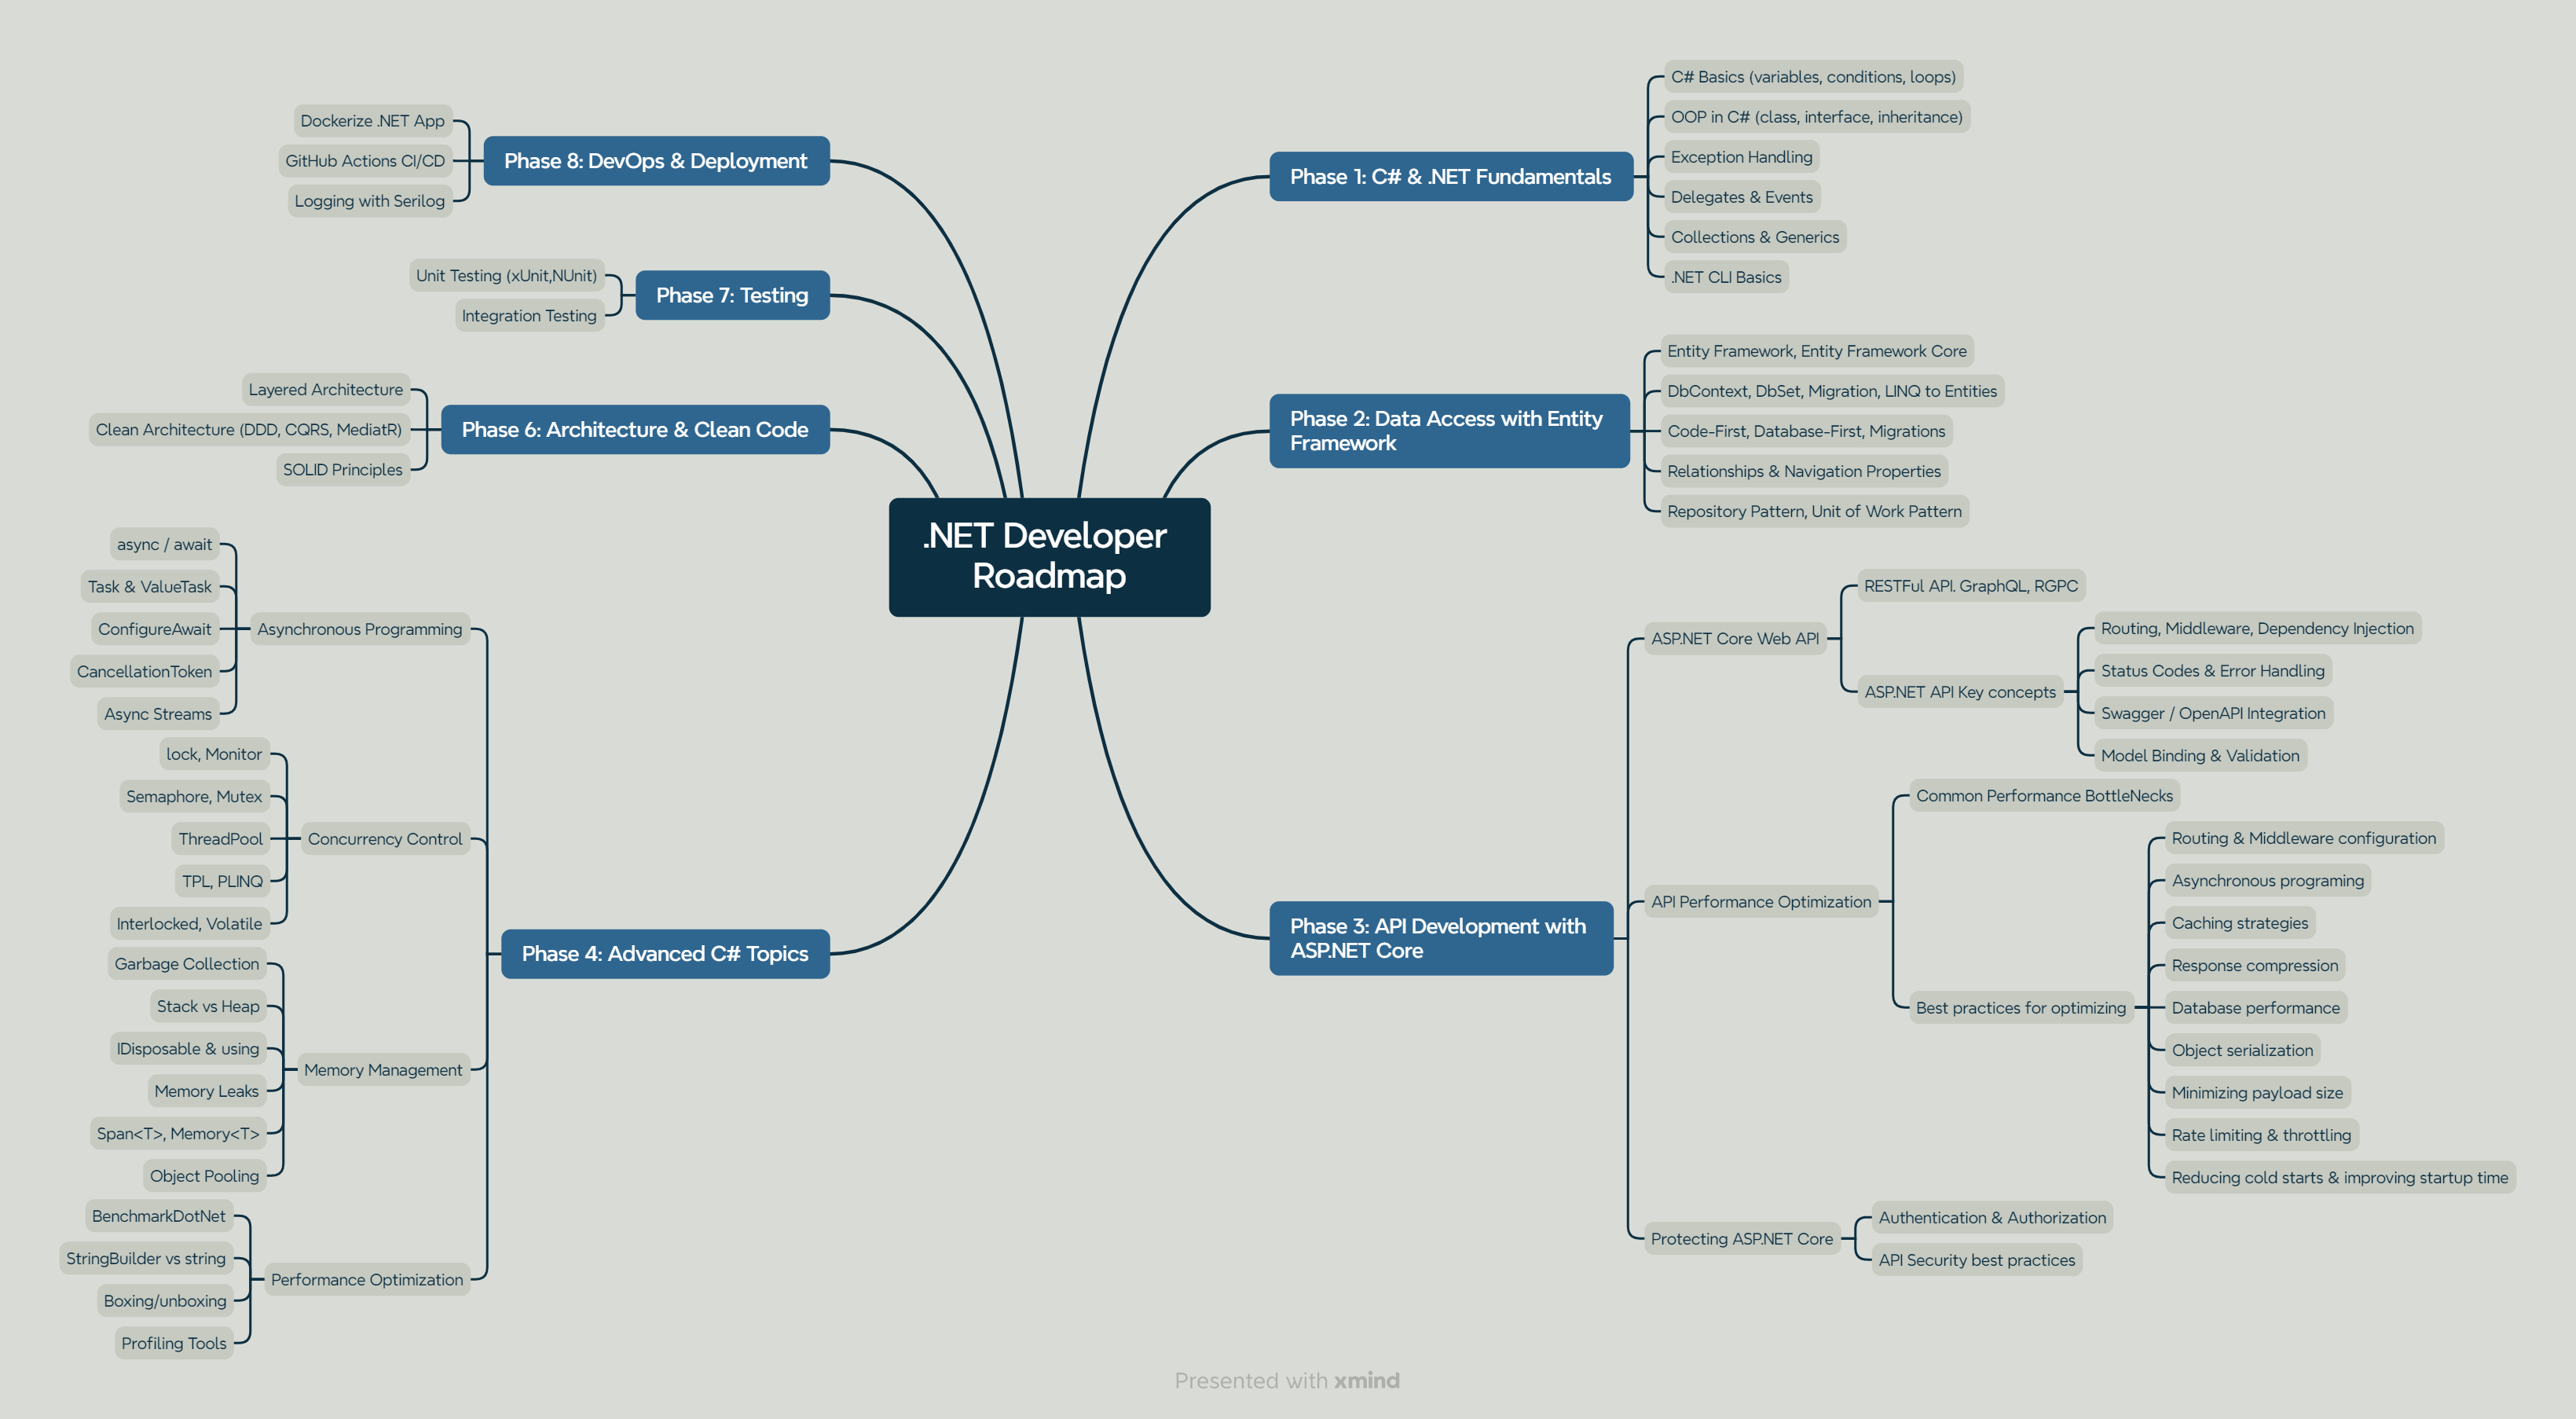 .NET Developer
Roadmap
Phase 1: C# & .NET Fundamentals
C# Basics (variables, conditions, loops)
OOP in C# (class, interface, inheritance)
Exception Handling
Delegates & Events
Collections & Generics
.NET CLI Basics
Phase 2: Data Access with Entity
Framework
Entity Framework, Entity Framework Core
DbContext, DbSet, Migration, LINQ to Entities
Code-First, Database-First, Migrations
Relationships & Navigation Properties
Repository Pattern, Unit of Work Pattern
Phase 3: API Development with
ASP.NET Core
ASP.NET Core Web API
RESTFul API. GraphQL, RGPC
ASP.NET API Key concepts
Routing, Middleware, Dependency Injection
Status Codes & Error Handling
Swagger / OpenAPI Integration
Model Binding & Validation
API Performance Optimization
Common Performance BottleNecks
Best practices for optimizing
Routing & Middleware configuration
Asynchronous programing
Caching strategies
Response compression
Database performance
Object serialization
Minimizing payload size
Rate limiting & throttling
Reducing cold starts & improving startup time
Protecting ASP.NET Core
Authentication & Authorization
API Security best practices
Phase 4: Advanced C# Topics
Asynchronous Programming
async / await
Task & ValueTask
ConfigureAwait
CancellationToken
Async Streams
Concurrency Control
lock, Monitor
Semaphore, Mutex
ThreadPool
TPL, PLINQ
Interlocked, Volatile
Memory Management
Garbage Collection
Stack vs Heap
IDisposable & using
Memory Leaks
Span<T>, Memory<T>
Object Pooling
Performance Optimization
BenchmarkDotNet
StringBuilder vs string
Boxing/unboxing
Profiling Tools
Phase 6: Architecture & Clean Code
Layered Architecture
Clean Architecture (DDD, CQRS, MediatR)
SOLID Principles
Phase 7: Testing
Unit Testing (xUnit,NUnit)
Integration Testing
Phase 8: DevOps & Deployment
Dockerize .NET App
GitHub Actions CI/CD
Logging with Serilog
Presented with xmind